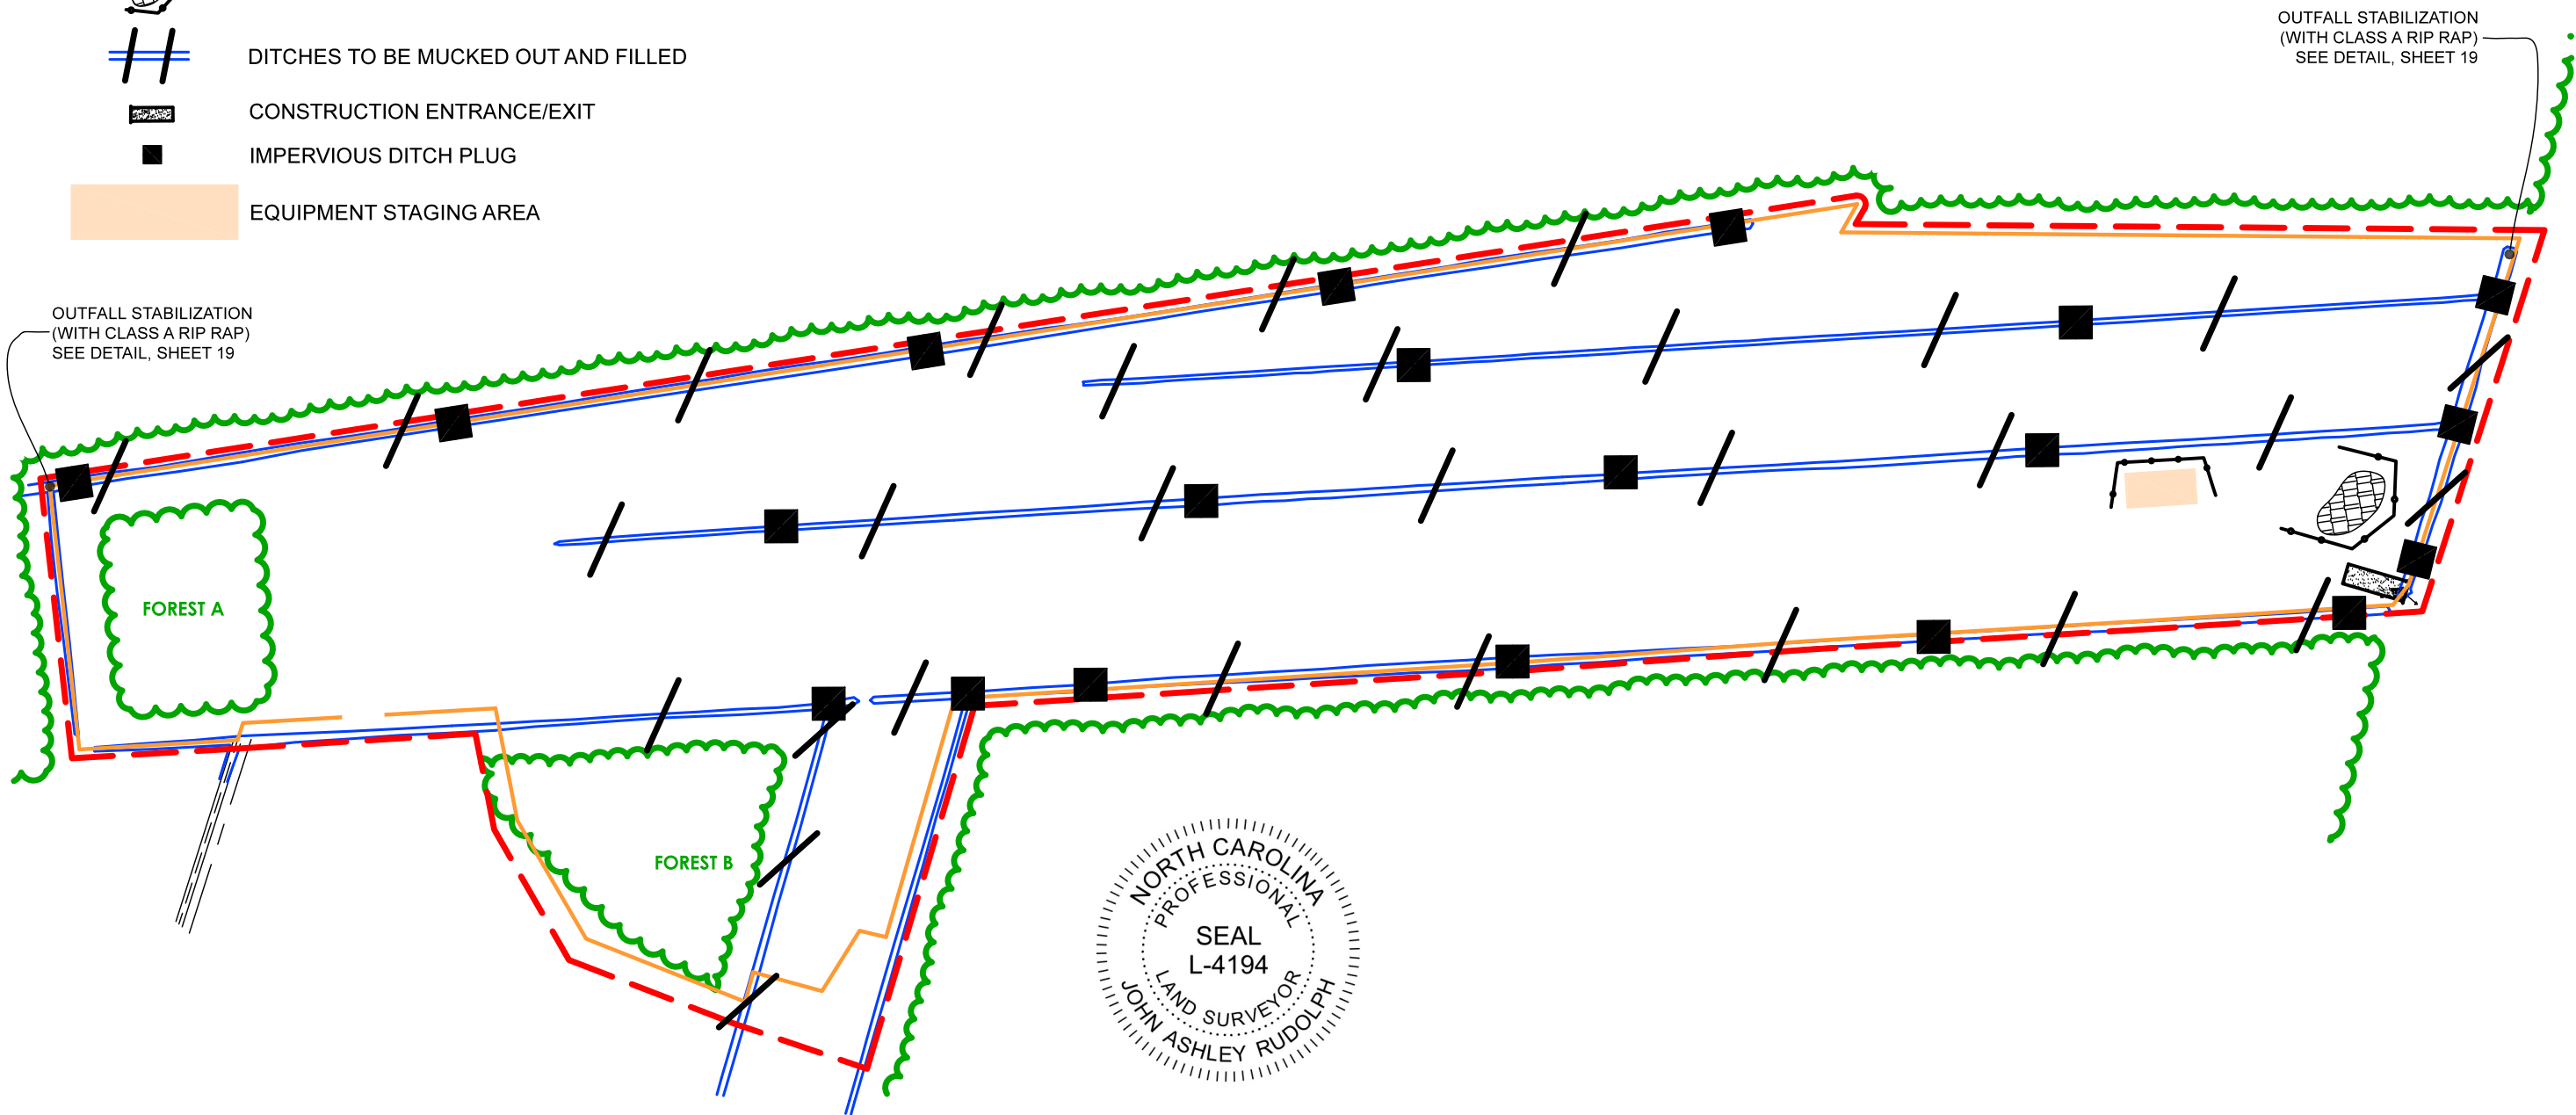 DITCHES TO BE MUCKED OUT AND FILLED
CONSTRUCTION ENTRANCE/EXIT
IMPERVIOUS DITCH PLUG
EQUIPMENT STAGING AREA
OUTFALL STABILIZATION
(WITH CLASS A RIP RAP)
SEE DETAIL, SHEET 19
OUTFALL STABILIZATION
(WITH CLASS A RIP RAP)
SEE DETAIL, SHEET 19
FOREST A
FOREST B
NORTH CAROLINA
PROFESSIONAL
SEAL
L-4194
LAND SURVEYOR
JOHN ASHLEY RUDOLPH